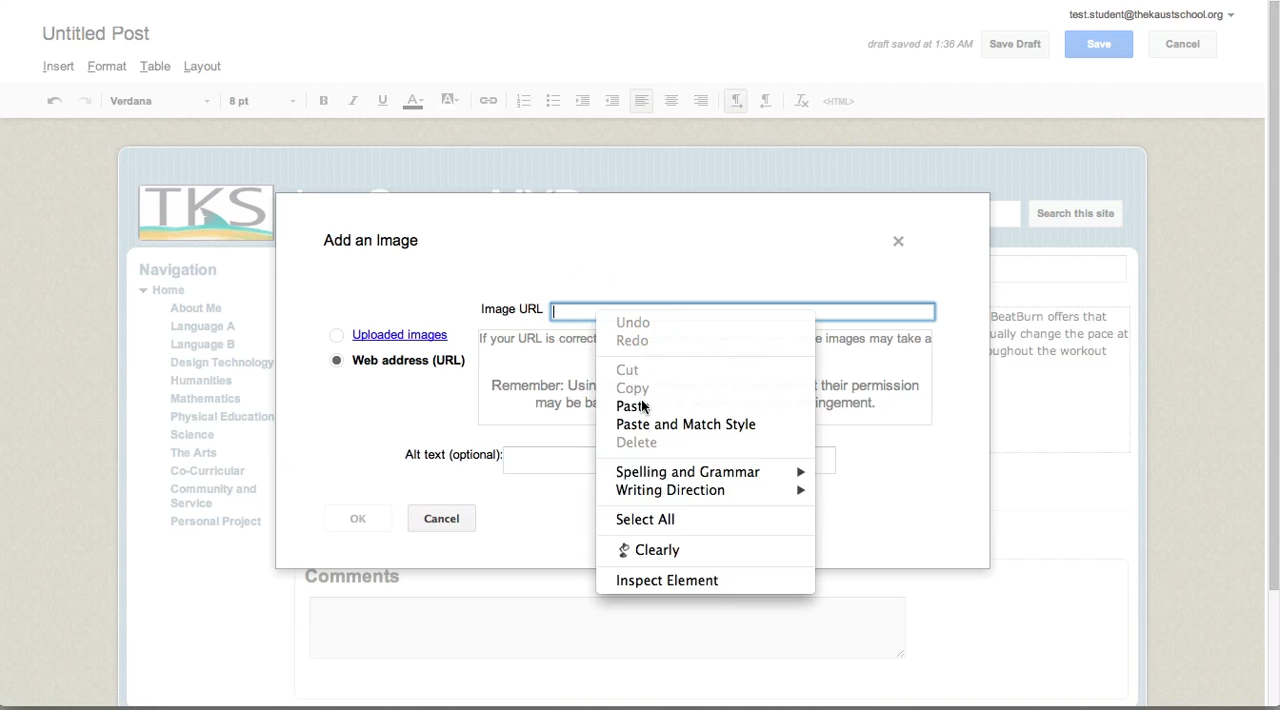 test.student@thekaustschool.org
Untitled Post
draft saved at 1:36 AM
Save Draft
Save
Cancel
Insert Format Table Layout
Verdana
8 pt
B I U A A
<HTML>
TKS
Search this site
Add an Image
Navigation
Home
About Me
Language A
Language B
Design Technology
Humanities
Mathematics
Physical Education
Science
The Arts
Co-Curricular
Community and
Service
Personal Project
Image URL
Uploaded images
Web address (URL)
If your URL is correct
images may take a
Remember: Using
their permission
may be
Alt text (optional):
OK
Cancel
Undo
Redo
Cut
Copy
Paste
Paste and Match Style
Delete
Spelling and Grammar
Writing Direction
Select All
Clearly
Inspect Element
BeatBurn offers that
change the pace at
the workout
Comments